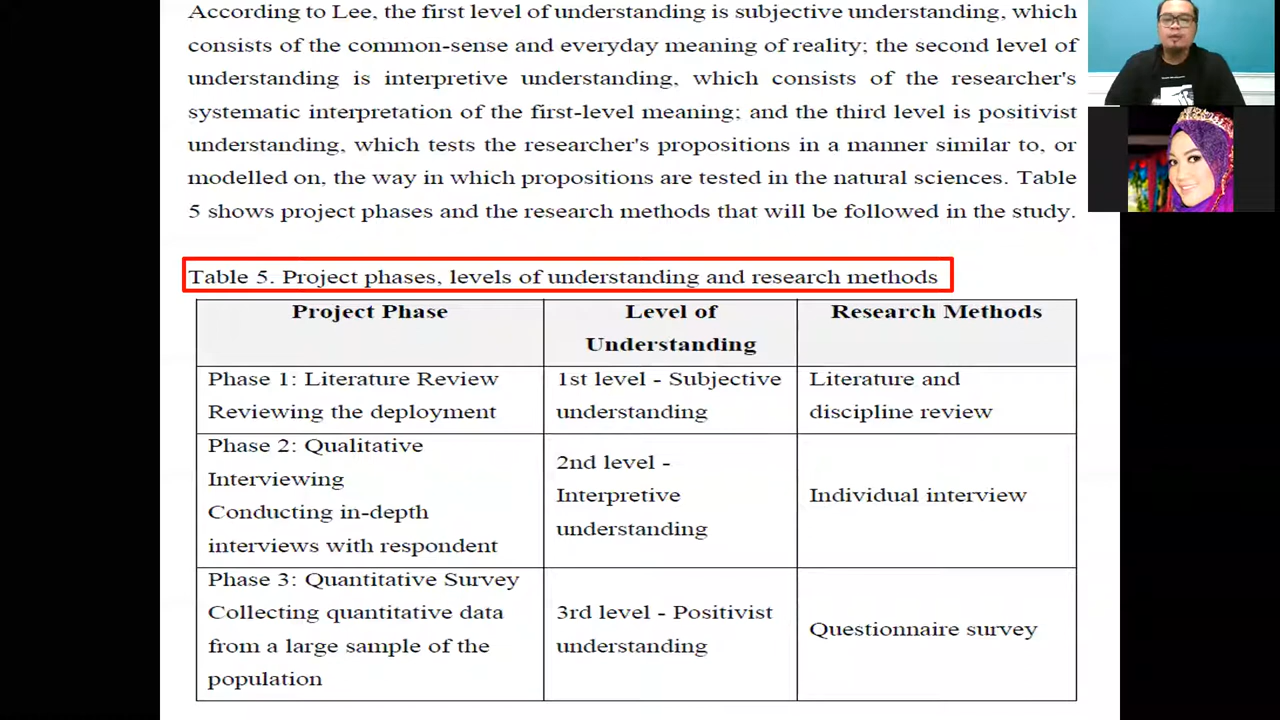 According to Lee, the first level of understanding is subjective understanding, which
consists of the common-sense and everyday meaning of reality; the second level of
understanding is interpretive understanding, which consists of the researcher's
systematic interpretation of the first-level meaning; and the third level is positivist
understanding, which tests the researcher's propositions in a manner similar to, or
modelled on, the way in which propositions are tested in the natural sciences. Table
5 shows project phases and the research methods that will be followed in the study.
Table 5. Project phases, levels of understanding and research methods
Project Phase
Level of
Understanding
Research Methods
Phase 1: Literature Review
Reviewing the deployment
1st level - Subjective
understanding
Literature and
discipline review
Phase 2: Qualitative
Interviewing
Conducting in-depth
interviews with respondent
2nd level -
Interpretive
understanding
Individual interview
Phase 3: Quantitative Survey
Collecting quantitative data
from a large sample of the
population
3rd level - Positivist
understanding
Questionnaire survey